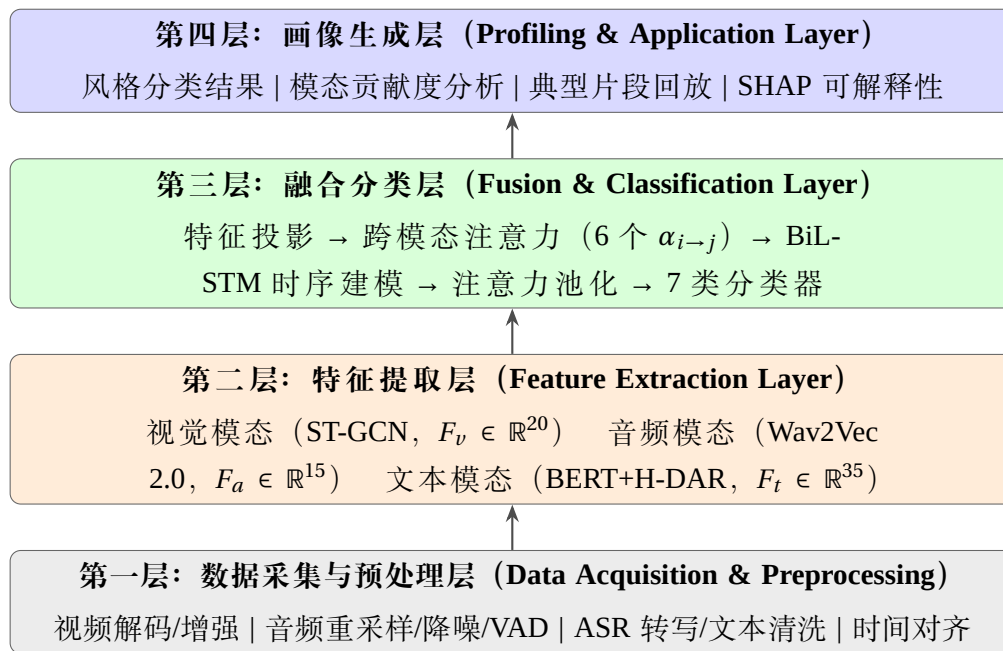 第四层：画像生成层（Profiling & Application Layer）
风格分类结果 | 模态贡献度分析 | 典型片段回放 | SHAP 可解释性
第三层：融合分类层（Fusion & Classification Layer）
特征投影 → 跨模态注意力（6 个 α_{i→j}）→ BiL-
STM 时序建模 → 注意力池化 → 7 类分类器
第二层：特征提取层（Feature Extraction Layer）
视觉模态（ST-GCN，F_v ∈ ℝ^{20}） 音频模态（Wav2Vec
2.0，F_a ∈ ℝ^{15}） 文本模态（BERT+H-DAR，F_t ∈ ℝ^{35}）
第一层：数据采集与预处理层（Data Acquisition & Preprocessing）
视频解码/增强 | 音频重采样/降噪/VAD | ASR 转写/文本清洗 | 时间对齐